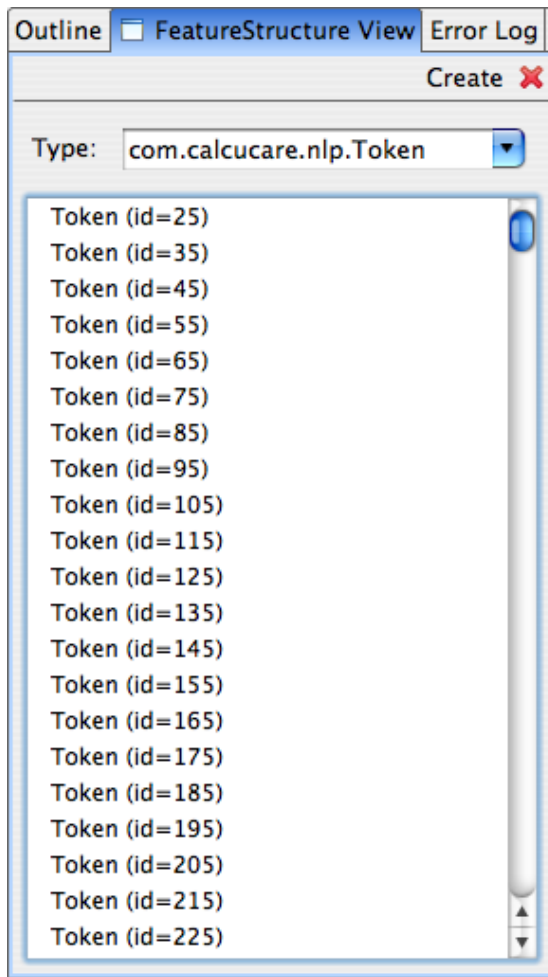 Outline FeatureStructure View Error Log
Create
Type: com.calcucare.nlp.Token
Token (id=25)
Token (id=35)
Token (id=45)
Token (id=55)
Token (id=65)
Token (id=75)
Token (id=85)
Token (id=95)
Token (id=105)
Token (id=115)
Token (id=125)
Token (id=135)
Token (id=145)
Token (id=155)
Token (id=165)
Token (id=175)
Token (id=185)
Token (id=195)
Token (id=205)
Token (id=215)
Token (id=225)